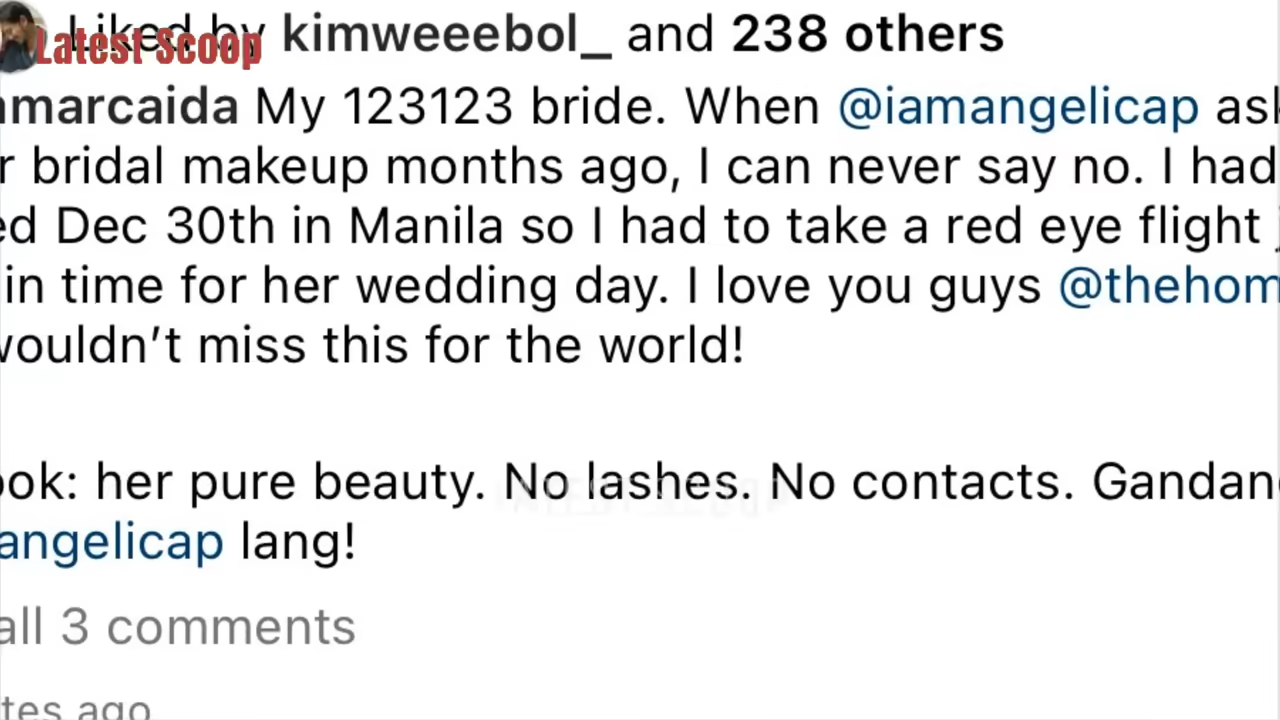 Liked by kimweeebol_ and 238 others
Latest Scoop
amarcaida My 123123 bride. When @iamangelicap ask
r bridal makeup months ago, I can never say no. I had
ed Dec 30th in Manila so I had to take a red eye flight
in time for her wedding day. I love you guys @thehom
wouldn't miss this for the world!
ook: her pure beauty. No lashes. No contacts. Gandang
LATEST SCOOP
angelicap lang!
all 3 comments
tes ago